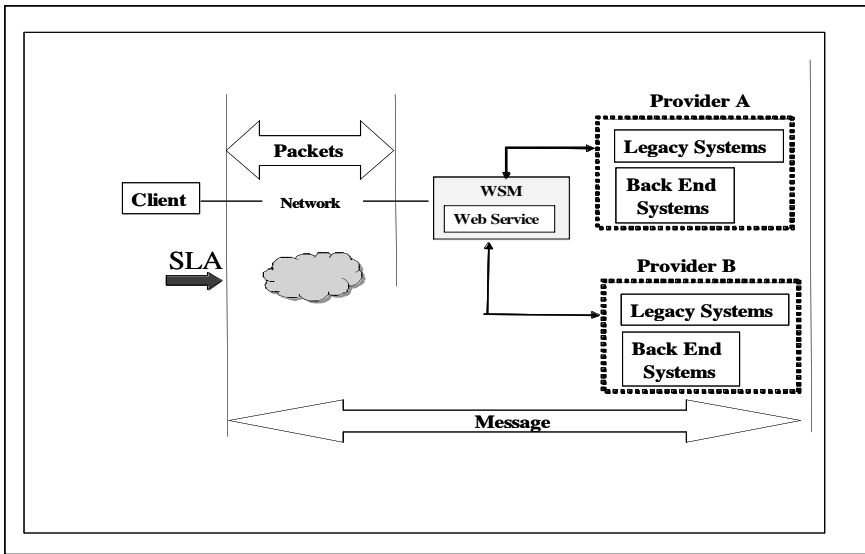 Provider A
Packets
Legacy Systems
Back End
Systems
WSM
Web Service
Client
Network
SLA
Provider B
Legacy Systems
Back End
Systems
Message